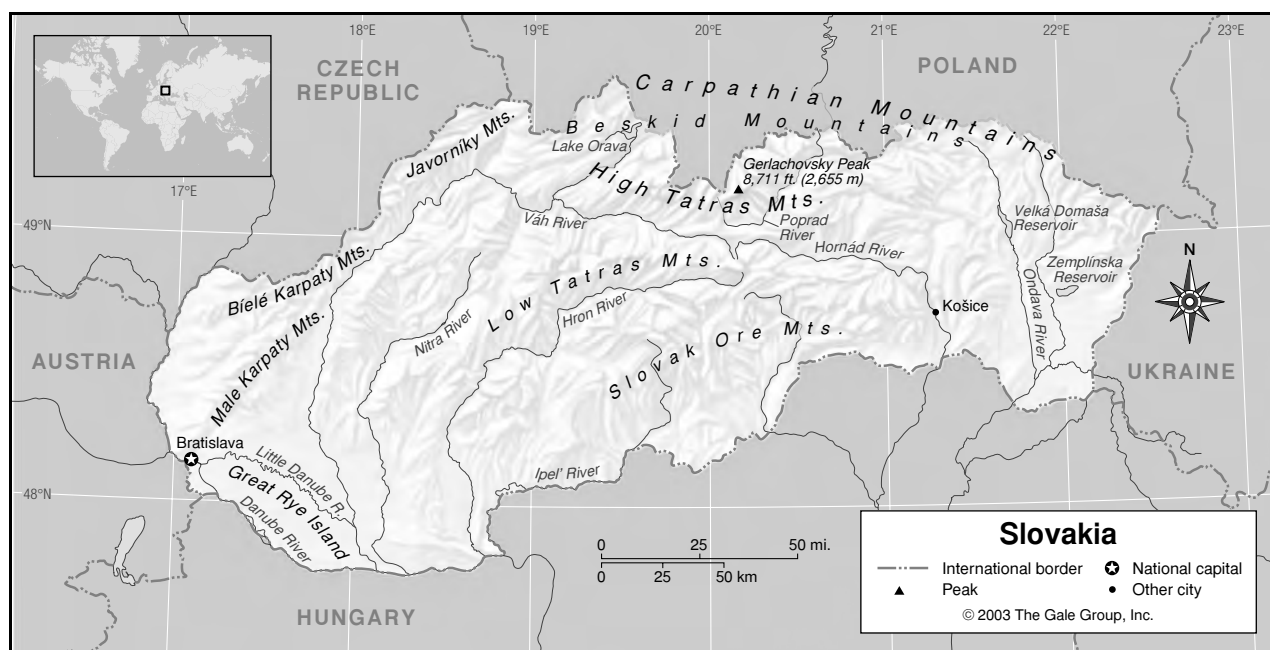 18°E
19°E
20°E
21°E
22°E
CZECH
REPUBLIC
POLAND
Carpathian Mountains
Beskid Mountains
Javorníky Mts.
Lake Orava
Gerlachovsky Peak
8,711 ft. (2,655 m)
High Tatras Mts.
17°E
49°N
49°N
Váh River
Poprad
River
Hornád River
Velká Domaša
Reservoir
Zemplínska
Reservoir
N
Bíelé Karpaty Mts.
Low Tatras Mts.
Hron River
Nitra River
Ondava River
Košice
Male Karpaty Mts.
Slovak Ore Mts.
AUSTRIA
UKRAINE
Bratislava
Little Danube R.
Great Rye Island
Danube River
Ipel' River
48°N
0 25 50 mi.
0 25 50 km
HUNGARY
Slovakia
International border
National capital
Peak
Other city
© 2003 The Gale Group, Inc.